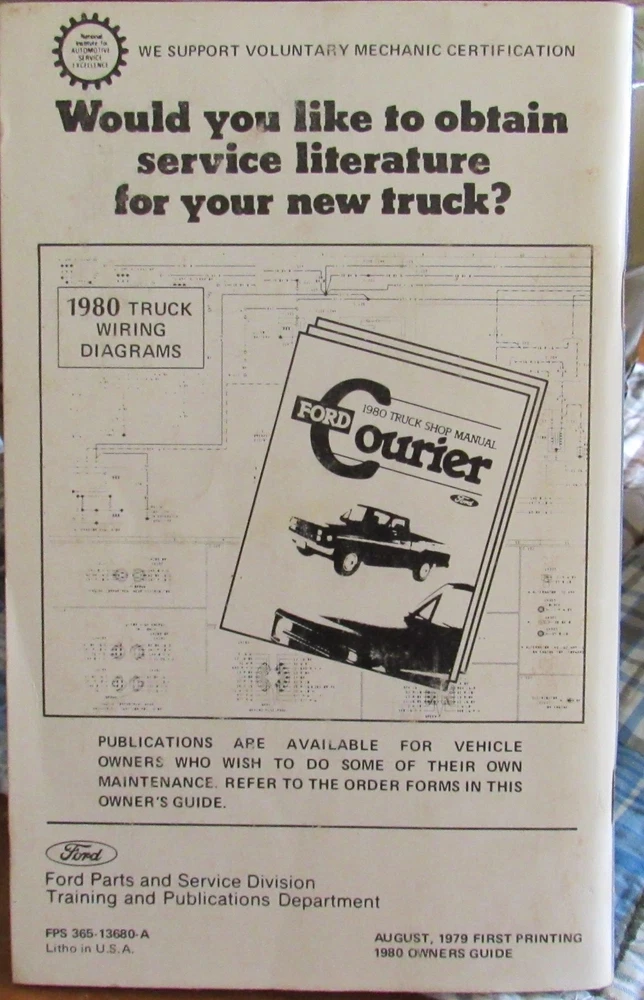 National
Institute for
AUTOMOTIVE
SERVICE
EXCELLENCE
WE SUPPORT VOLUNTARY MECHANIC CERTIFICATION
Would you like to obtain
service literature
for your new truck?
1980 TRUCK
WIRING
DIAGRAMS
FORD
1980 TRUCK SHOP MANUAL
Courier
Ford
PUBLICATIONS ARE AVAILABLE FOR VEHICLE
OWNERS WHO WISH TO DO SOME OF THEIR OWN
MAINTENANCE. REFER TO THE ORDER FORMS IN THIS
OWNER'S GUIDE.
Ford
Ford Parts and Service Division
Training and Publications Department
FPS 365-13680-A
Litho in U.S.A.
AUGUST, 1979 FIRST PRINTING
1980 OWNERS GUIDE